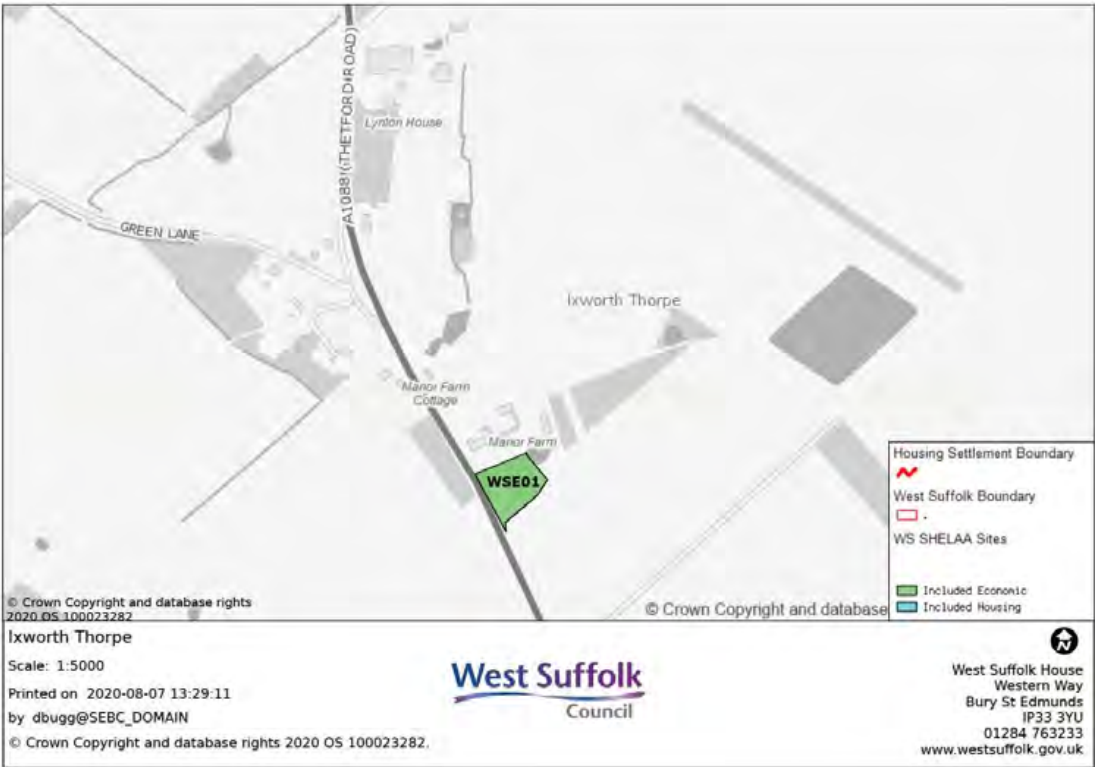 A1088 (THETFORD ROAD)
Lynton House
GREEN LANE
Ixworth Thorpe
Manor Farm
Cottage
Manor Farm
WSE01
Housing Settlement Boundary
West Suffolk Boundary
.
WS SHELAA Sites
Included Economic
Included Housing
© Crown Copyright and database rights
2020 OS 100023282
© Crown Copyright and database
Ixworth Thorpe
Scale: 1:5000
Printed on 2020-08-07 13:29:11
by dbugg@SEBC_DOMAIN
© Crown Copyright and database rights 2020 OS 100023282.
West Suffolk
Council
N
West Suffolk House
Western Way
Bury St Edmunds
IP33 3YU
01284 763233
www.westsuffolk.gov.uk